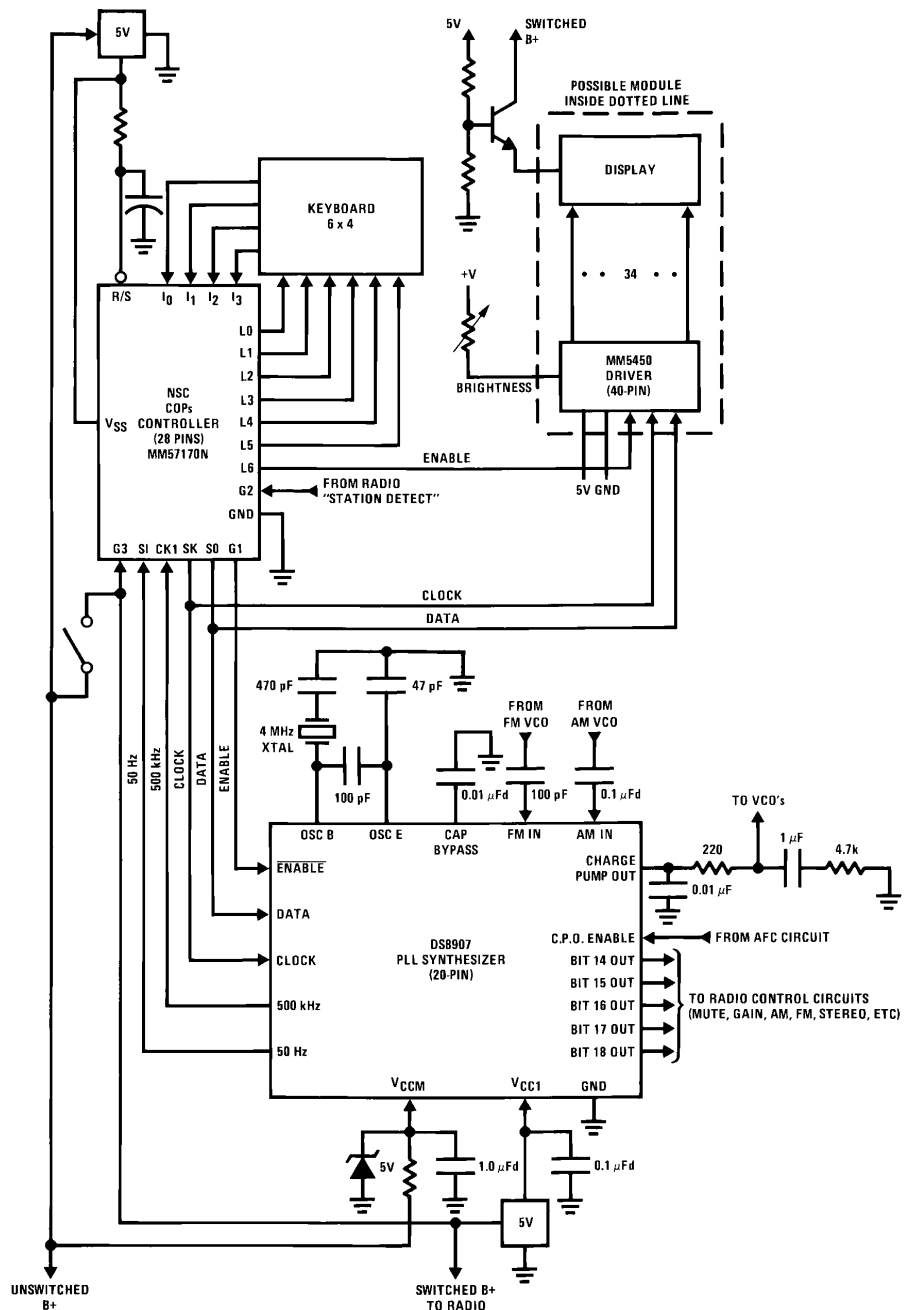 5V
5V
SWITCHED
B+
POSSIBLE MODULE
INSIDE DOTTED LINE
DISPLAY
KEYBOARD
6 x 4
34
+V
BRIGHTNESS
MM5450
DRIVER
(40-PIN)
5V GND
R/S I0 I1 I2 I3
L0
L1
L2
L3
L4
L5
L6
G2
GND
NSC
COPs
CONTROLLER
(28 PINS)
MM57170N
VSS
ENABLE
FROM RADIO
"STATION DETECT"
G3 SI CK1 SK S0 G1
CLOCK
DATA
50 Hz
500 kHz
CLOCK
DATA
ENABLE
470 pF
47 pF
4 MHz
XTAL
100 pF
0.01 µFd
FROM
FM VCO
100 pF
FROM
AM VCO
0.1 µFd
OSC B
OSC E
CAP
BYPASS
FM IN
AM IN
TO VCO's
1 µF
4.7k
220
0.01 µF
CHARGE
PUMP OUT
ENABLE
DATA
CLOCK
500 kHz
50 Hz
DS8907
PLL SYNTHESIZER
(20-PIN)
C.P.O. ENABLE
FROM AFC CIRCUIT
BIT 14 OUT
BIT 15 OUT
BIT 16 OUT
BIT 17 OUT
BIT 18 OUT
TO RADIO CONTROL CIRCUITS
(MUTE, GAIN, AM, FM, STEREO, ETC)
VCCM
VCC1
GND
5V
1.0 µFd
0.1 µFd
5V
UNSWITCHED
B+
SWITCHED B+
TO RADIO